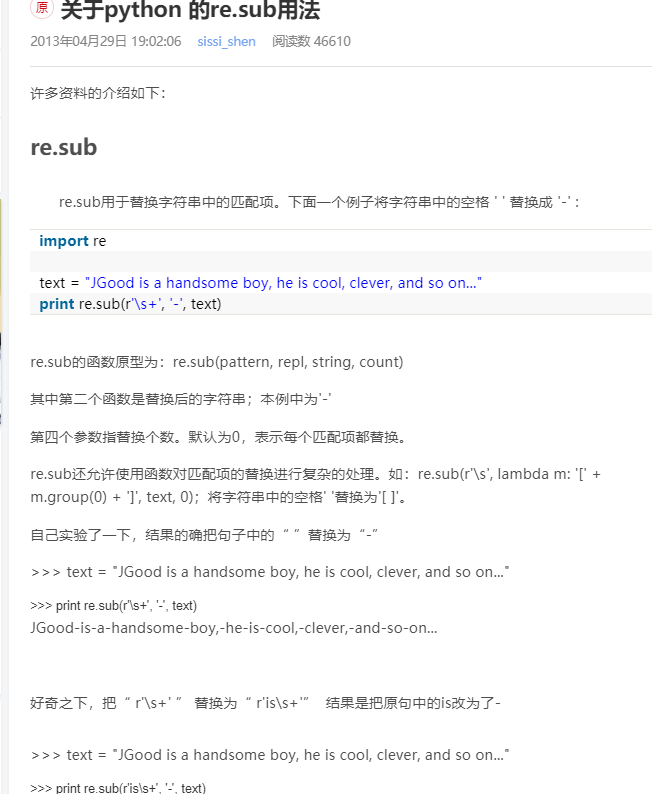 原 关于python 的re.sub用法
2013年04月29日 19:02:06 sissi_shen 阅读数 46610
许多资料的介绍如下：
re.sub
re.sub用于替换字符串中的匹配项。下面一个例子将字符串中的空格 ' ' 替换成 '-' :
import re
text = "JGood is a handsome boy, he is cool, clever, and so on..."
print re.sub(r'\s+', '-', text)
re.sub的函数原型为：re.sub(pattern, repl, string, count)
其中第二个函数是替换后的字符串；本例中为'-'
第四个参数指替换个数。默认为0，表示每个匹配项都替换。
re.sub还允许使用函数对匹配项的替换进行复杂的处理。如：re.sub(r'\s', lambda m: '[' +
m.group(0) + ']', text, 0)；将字符串中的空格' '替换为'[ ]'。
自己实验了一下，结果的确把句子中的“ ”替换为“-”
>>> text = "JGood is a handsome boy, he is cool, clever, and so on..."
>>> print re.sub(r'\s+', '-', text)
JGood-is-a-handsome-boy,-he-is-cool,-clever,-and-so-on...
好奇之下，把“ r'\s+' ” 替换为“ r'is\s+'” 结果是把原句中的is改为了-
>>> text = "JGood is a handsome boy, he is cool, clever, and so on..."
>>> print re.sub(r'is\s+', '-', text)